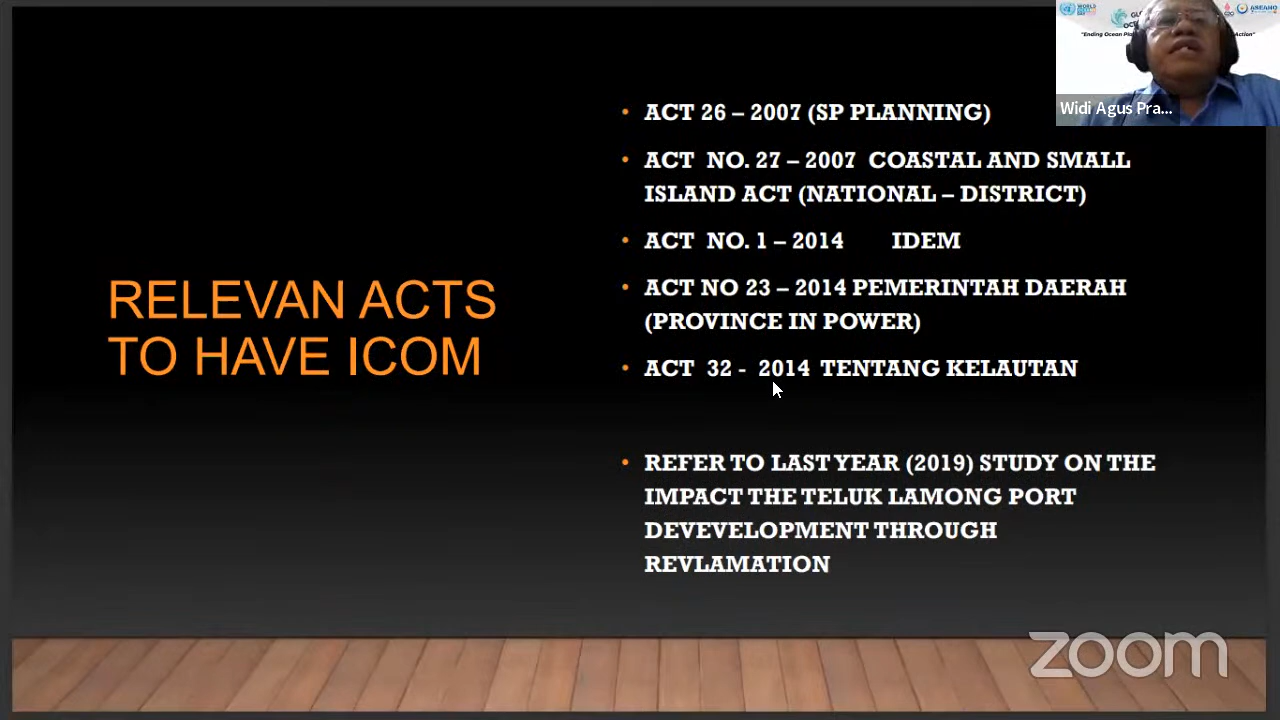 RELEVAN ACTS
TO HAVE ICOM
• ACT 26 – 2007 (SP PLANNING)
• ACT NO. 27 – 2007 COASTAL AND SMALL
ISLAND ACT (NATIONAL – DISTRICT)
• ACT NO. 1 – 2014 IDEM
• ACT NO 23 – 2014 PEMERINTAH DAERAH
(PROVINCE IN POWER)
• ACT 32 - 2014 TENTANG KELAUTAN
• REFER TO LAST YEAR (2019) STUDY ON THE
IMPACT THE TELUK LAMONG PORT
DEVEVELOPMENT THROUGH
REVLAMATION
"Ending Ocean
Widi Agus Pra...
zoom